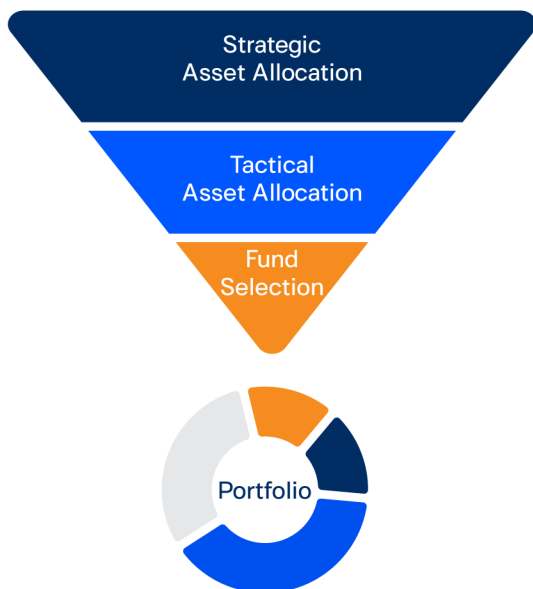 Strategic
Asset Allocation
Tactical
Asset Allocation
Fund
Selection
Portfolio